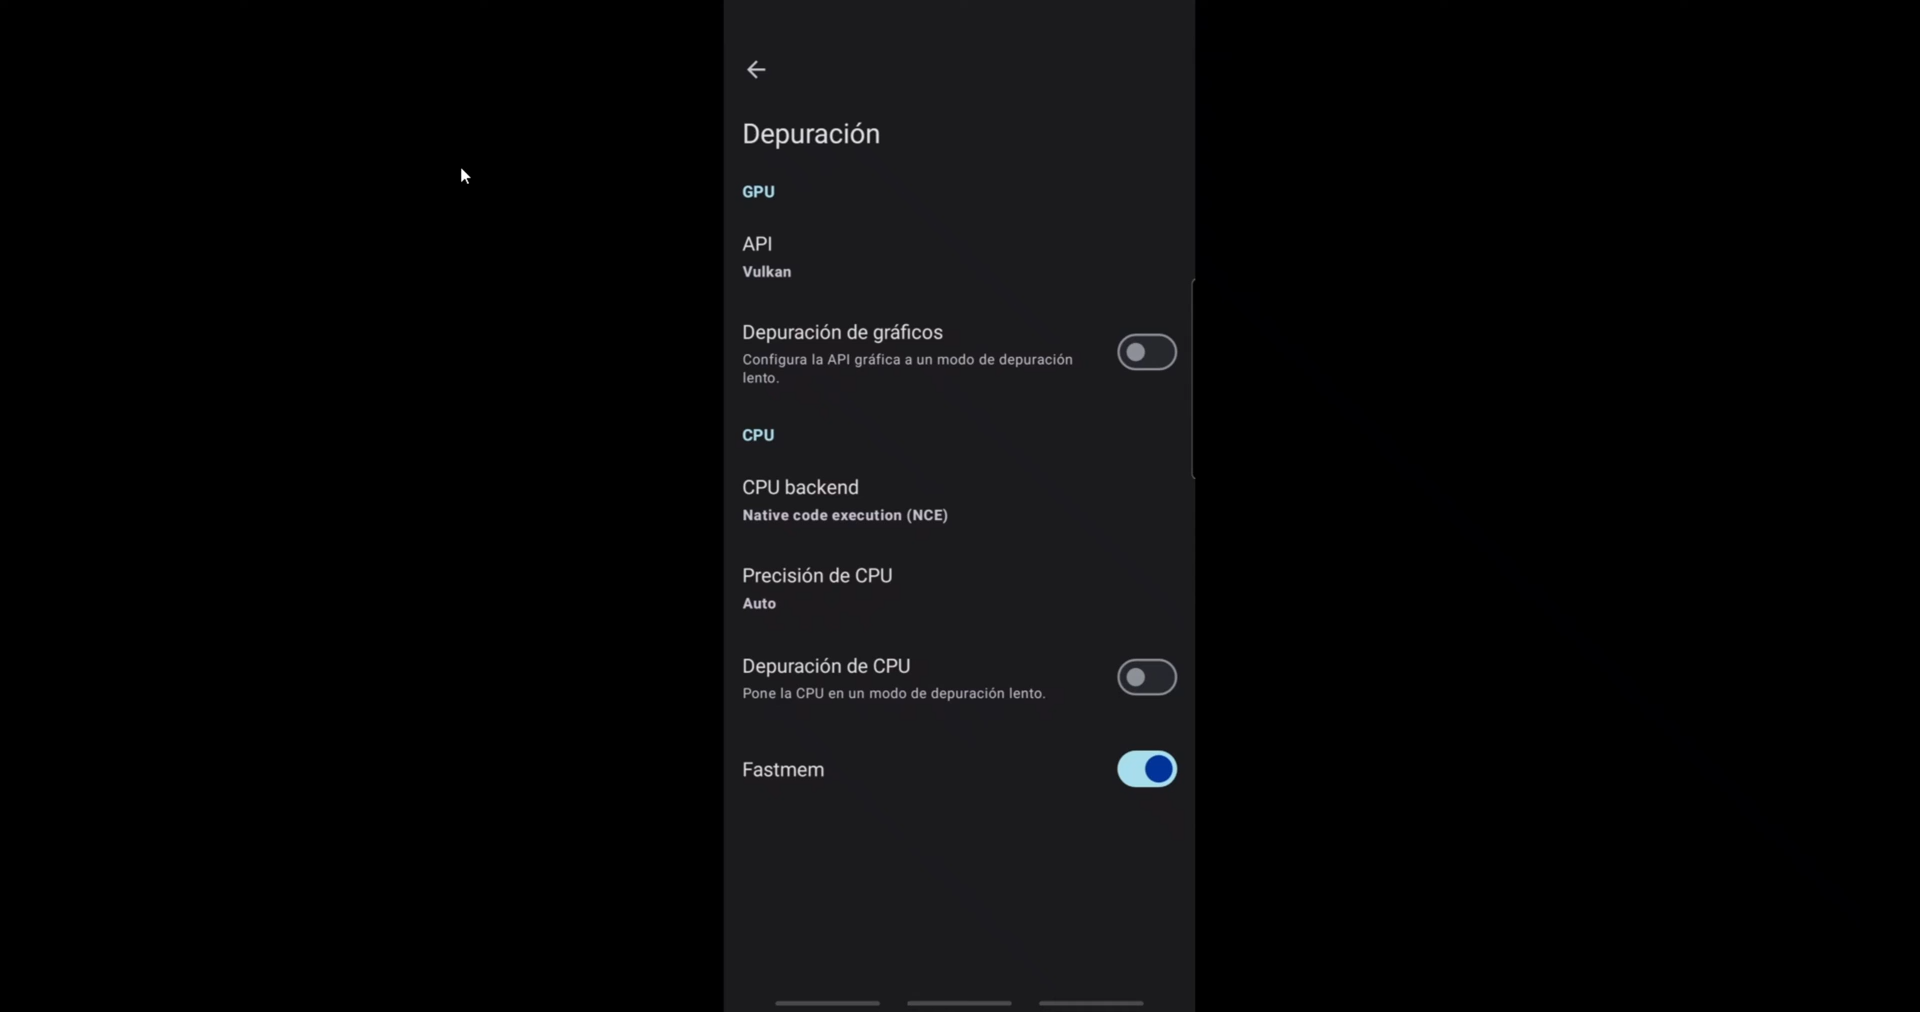 Depuración
GPU
API
Vulkan
Depuración de gráficos
Configura la API gráfica a un modo de depuración
lento.
CPU
CPU backend
Native code execution (NCE)
Precisión de CPU
Auto
Depuración de CPU
Pone la CPU en un modo de depuración lento.
Fastmem